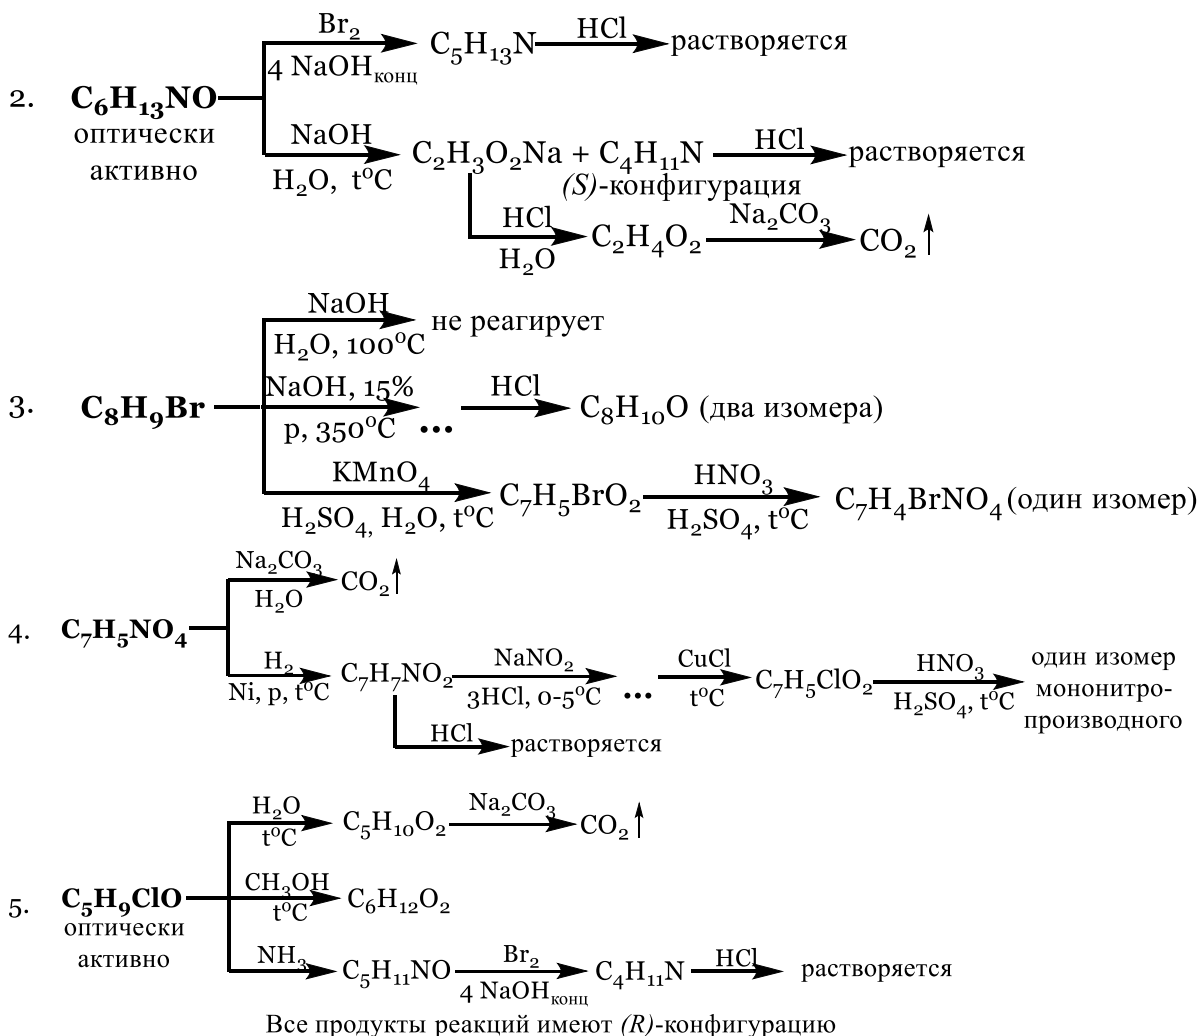 2. C₆H₁₃NO
оптически
активно
Br₂
4 NaOHконц
C₅H₁₃N
HCl
растворяется
NaOH
H₂O, t°C
C₂H₃O₂Na + C₄H₁₁N
(S)-конфигурация
HCl
растворяется
HCl
H₂O
C₂H₄O₂
Na₂CO₃
CO₂
3. C₈H₉Br
NaOH
H₂O, 100°C
не реагирует
NaOH, 15%
p, 350°C
...
HCl
C₈H₁₀O (два изомера)
KMnO₄
H₂SO₄, H₂O, t°C
C₇H₅BrO₂
HNO₃
H₂SO₄, t°C
C₇H₄BrNO₄ (один изомер)
4. C₇H₅NO₄
Na₂CO₃
H₂O
CO₂
H₂
Ni, p, t°C
C₇H₇NO₂
NaNO₂
3HCl, 0-5°C
...
CuCl
t°C
C₇H₅ClO₂
HNO₃
H₂SO₄, t°C
один изомер
мононитро-
производного
HCl
растворяется
5. C₅H₉ClO
оптически
активно
H₂O
t°C
C₅H₁₀O₂
Na₂CO₃
CO₂
CH₃OH
t°C
C₆H₁₂O₂
NH₃
C₅H₁₁NO
Br₂
4 NaOHконц
C₄H₁₁N
HCl
растворяется
Все продукты реакций имеют (R)-конфигурацию